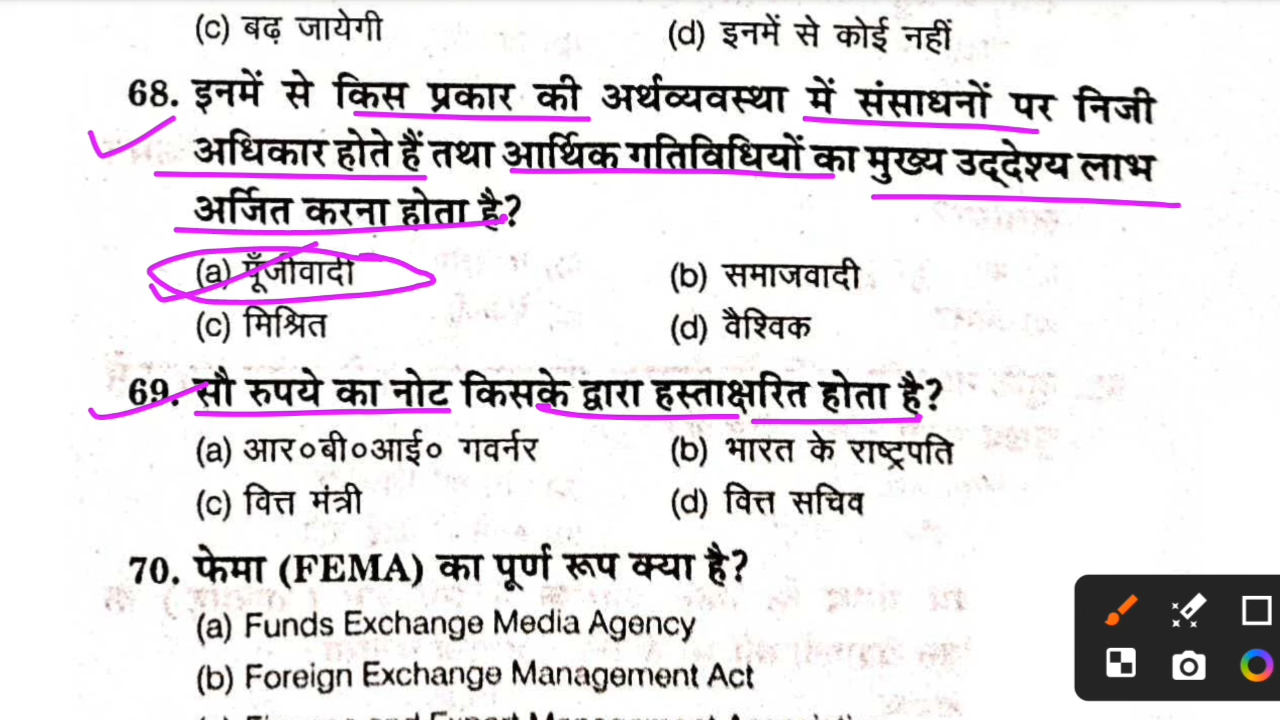 (c) बढ़ जायेगी (d) इनमें से कोई नहीं
68. इनमें से किस प्रकार की अर्थव्यवस्था में संसाधनों पर निजी
अधिकार होते हैं तथा आर्थिक गतिविधियों का मुख्य उद्देश्य लाभ
अर्जित करना होता है?
(a) पूँजीवादी (b) समाजवादी
(c) मिश्रित (d) वैश्विक
69. सौ रुपये का नोट किसके द्वारा हस्ताक्षरित होता है?
(a) आर०बी०आई० गवर्नर (b) भारत के राष्ट्रपति
(c) वित्त मंत्री (d) वित्त सचिव
70. फेमा (FEMA) का पूर्ण रूप क्या है?
(a) Funds Exchange Media Agency
(b) Foreign Exchange Management Act